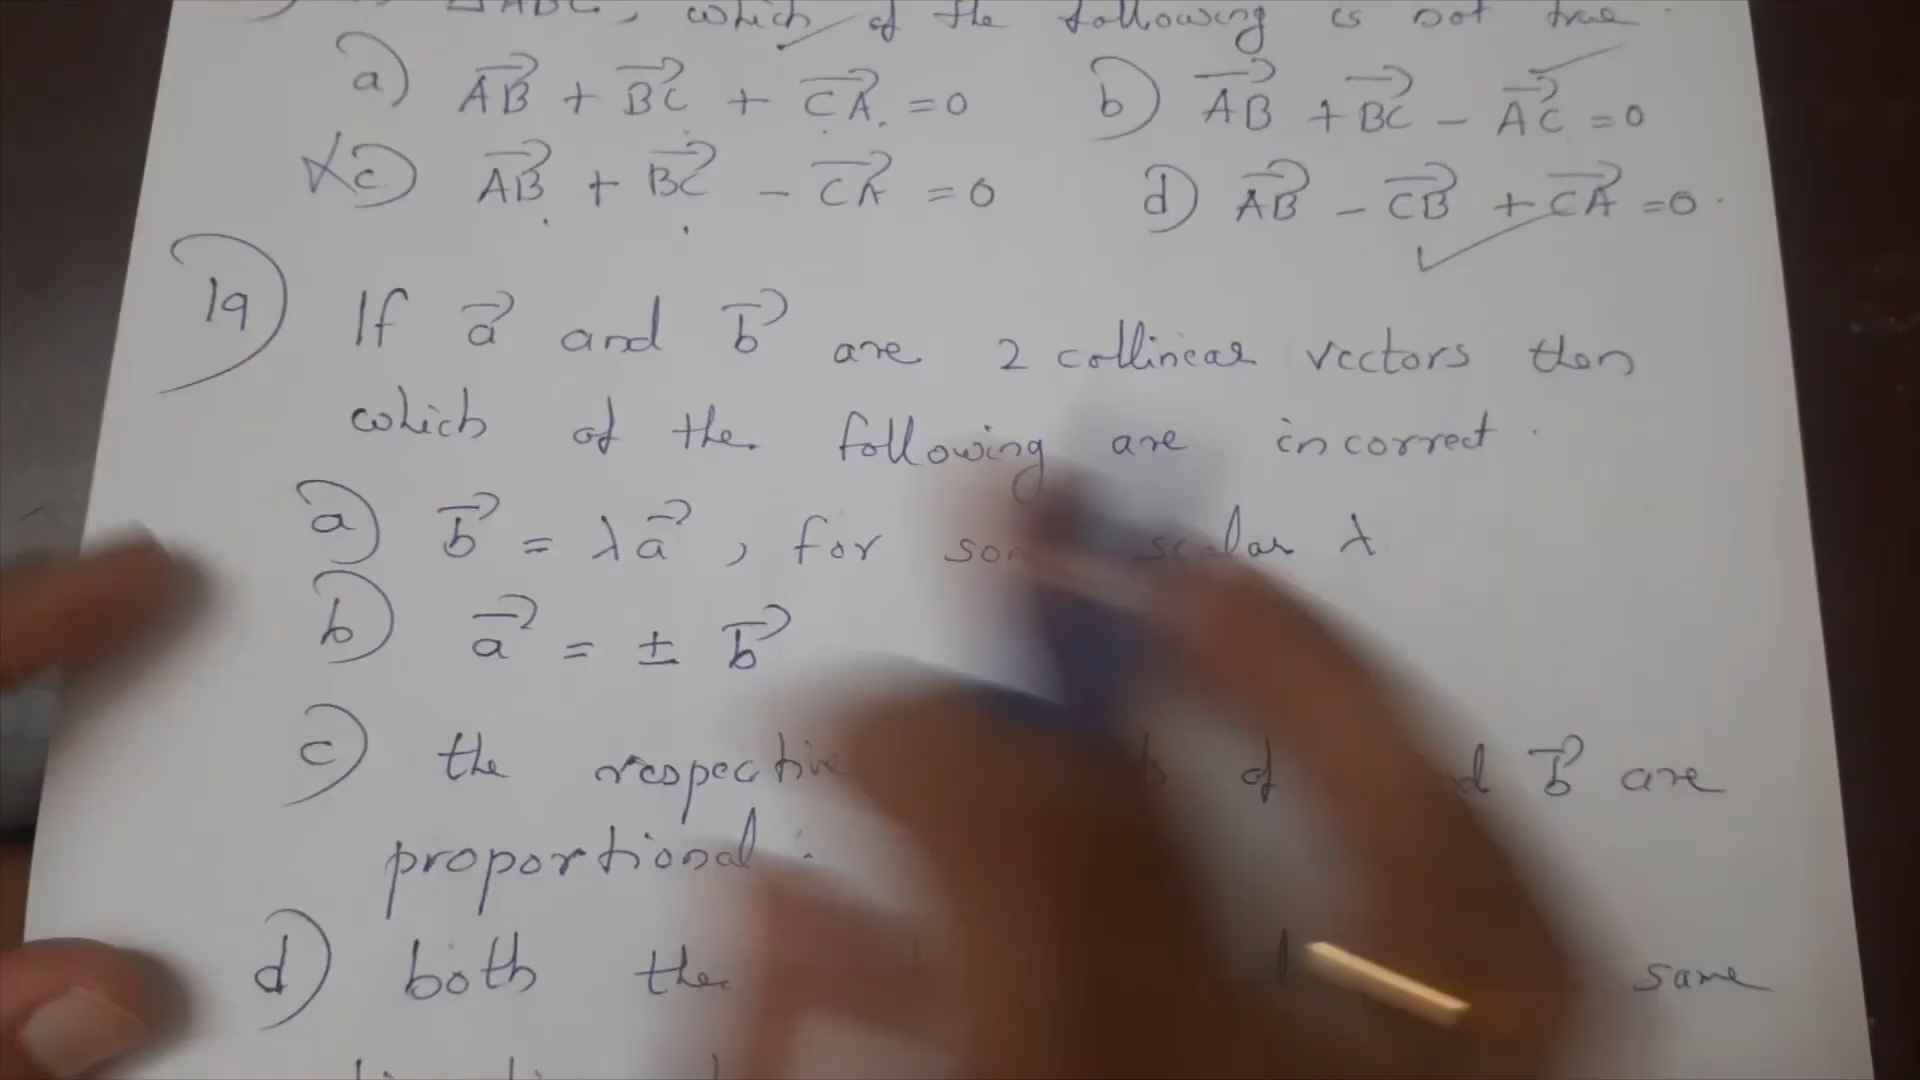 △ABC, which of the following is not true.
a) AB⃗ + BC⃗ + CA⃗ = 0 b) AB⃗ + BC⃗ - AC⃗ = 0
c) AB⃗ + BC⃗ - CA⃗ = 0 d) AB⃗ - CB⃗ + CA⃗ = 0.
19) If a⃗ and b⃗ are 2 collinear vectors then
which of the following are incorrect.
a) b⃗ = λa⃗, for scalar λ
b) a⃗ = ± b⃗
c) the respective of b⃗ are
proportional.
d) both the same